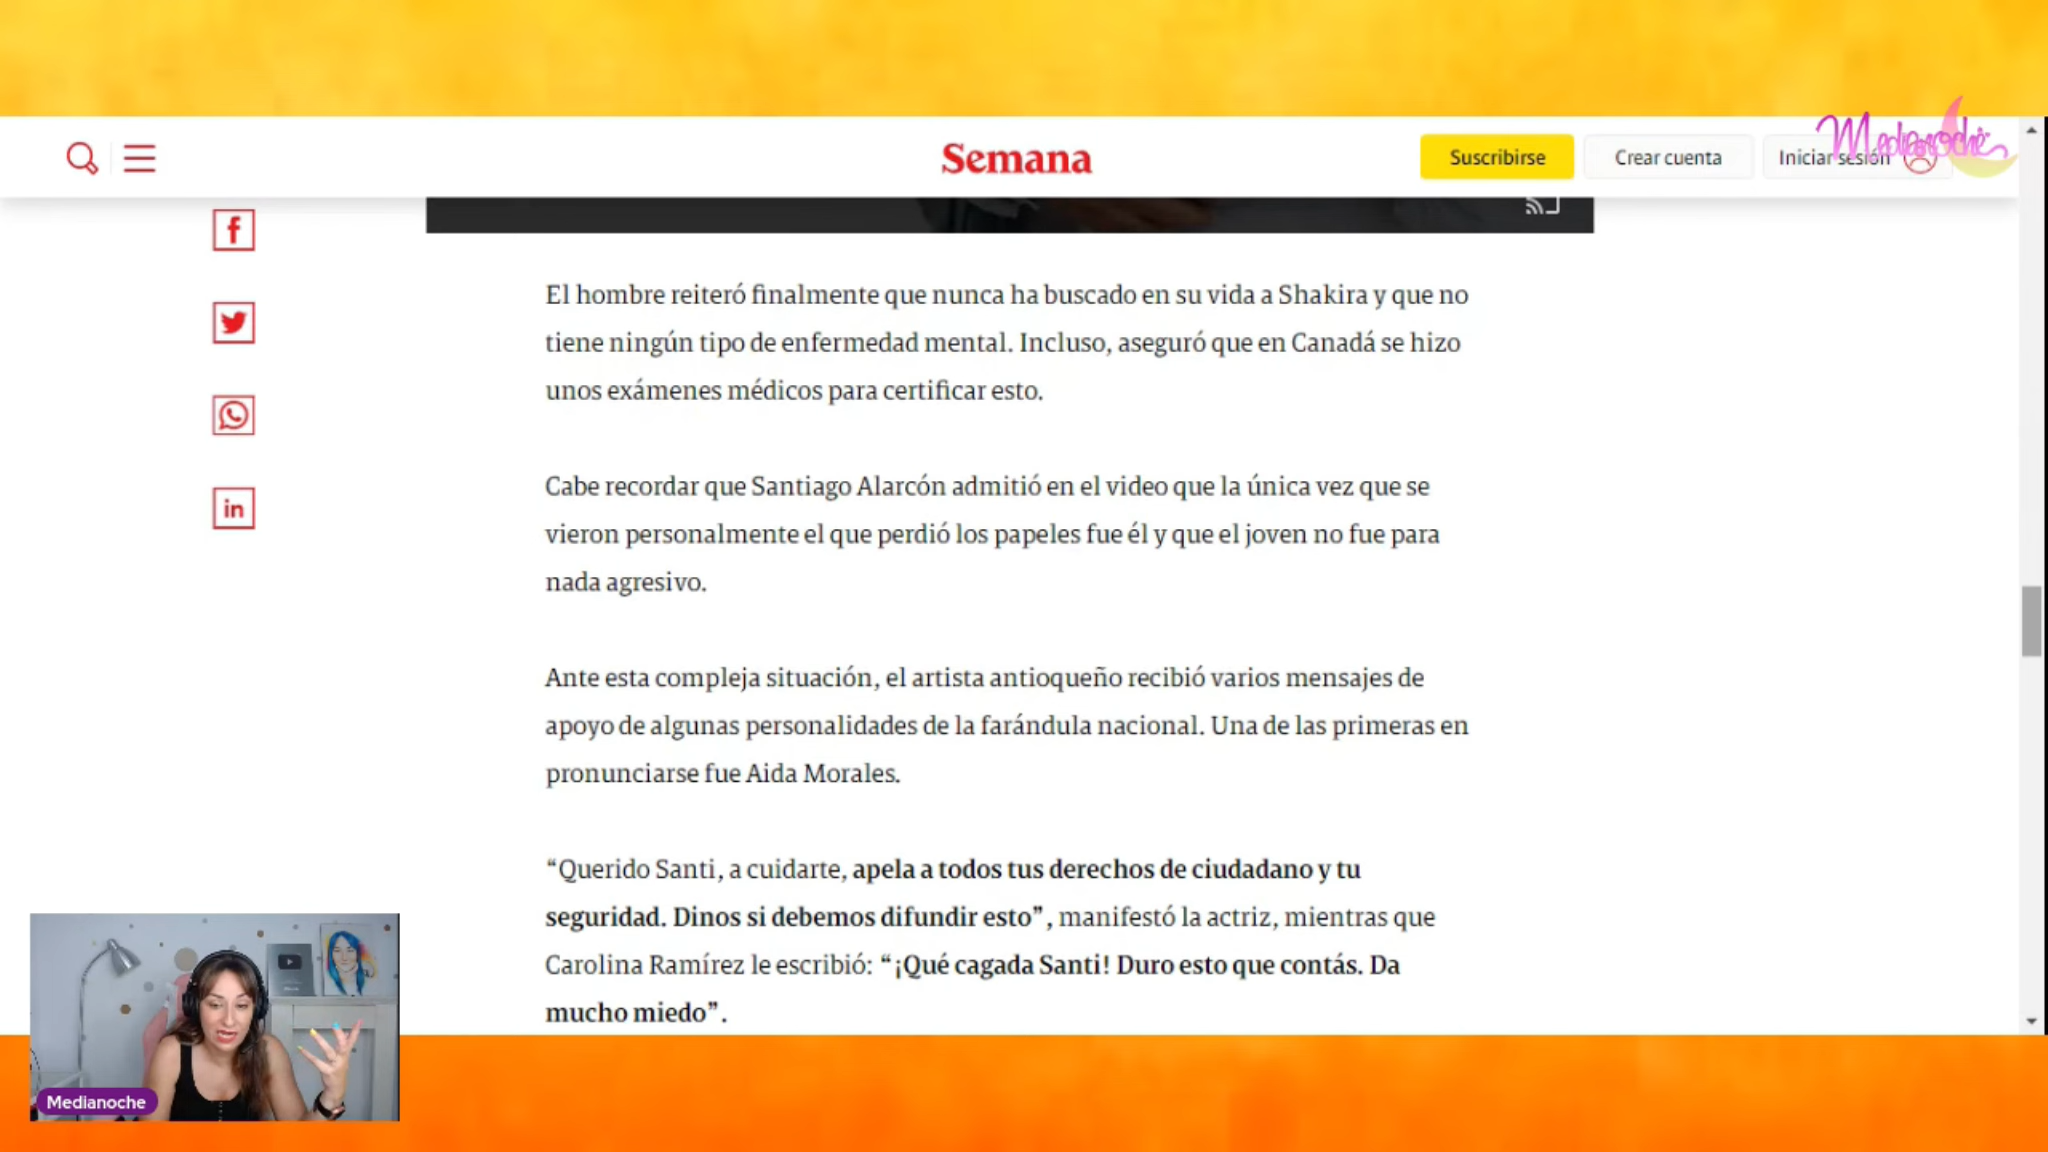 Semana
Suscribirse
Crear cuenta
Iniciar sesión
Medianoche
El hombre reiteró finalmente que nunca ha buscado en su vida a Shakira y que no
tiene ningún tipo de enfermedad mental. Incluso, aseguró que en Canadá se hizo
unos exámenes médicos para certificar esto.
Cabe recordar que Santiago Alarcón admitió en el video que la única vez que se
vieron personalmente el que perdió los papeles fue él y que el joven no fue para
nada agresivo.
Ante esta compleja situación, el artista antioqueño recibió varios mensajes de
apoyo de algunas personalidades de la farándula nacional. Una de las primeras en
pronunciarse fue Aida Morales.
“Querido Santi, a cuidarte, apela a todos tus derechos de ciudadano y tu
seguridad. Dinos si debemos difundir esto”, manifestó la actriz, mientras que
Carolina Ramírez le escribió: “¡Qué cagada Santi! Duro esto que contás. Da
mucho miedo”.
Medianoche